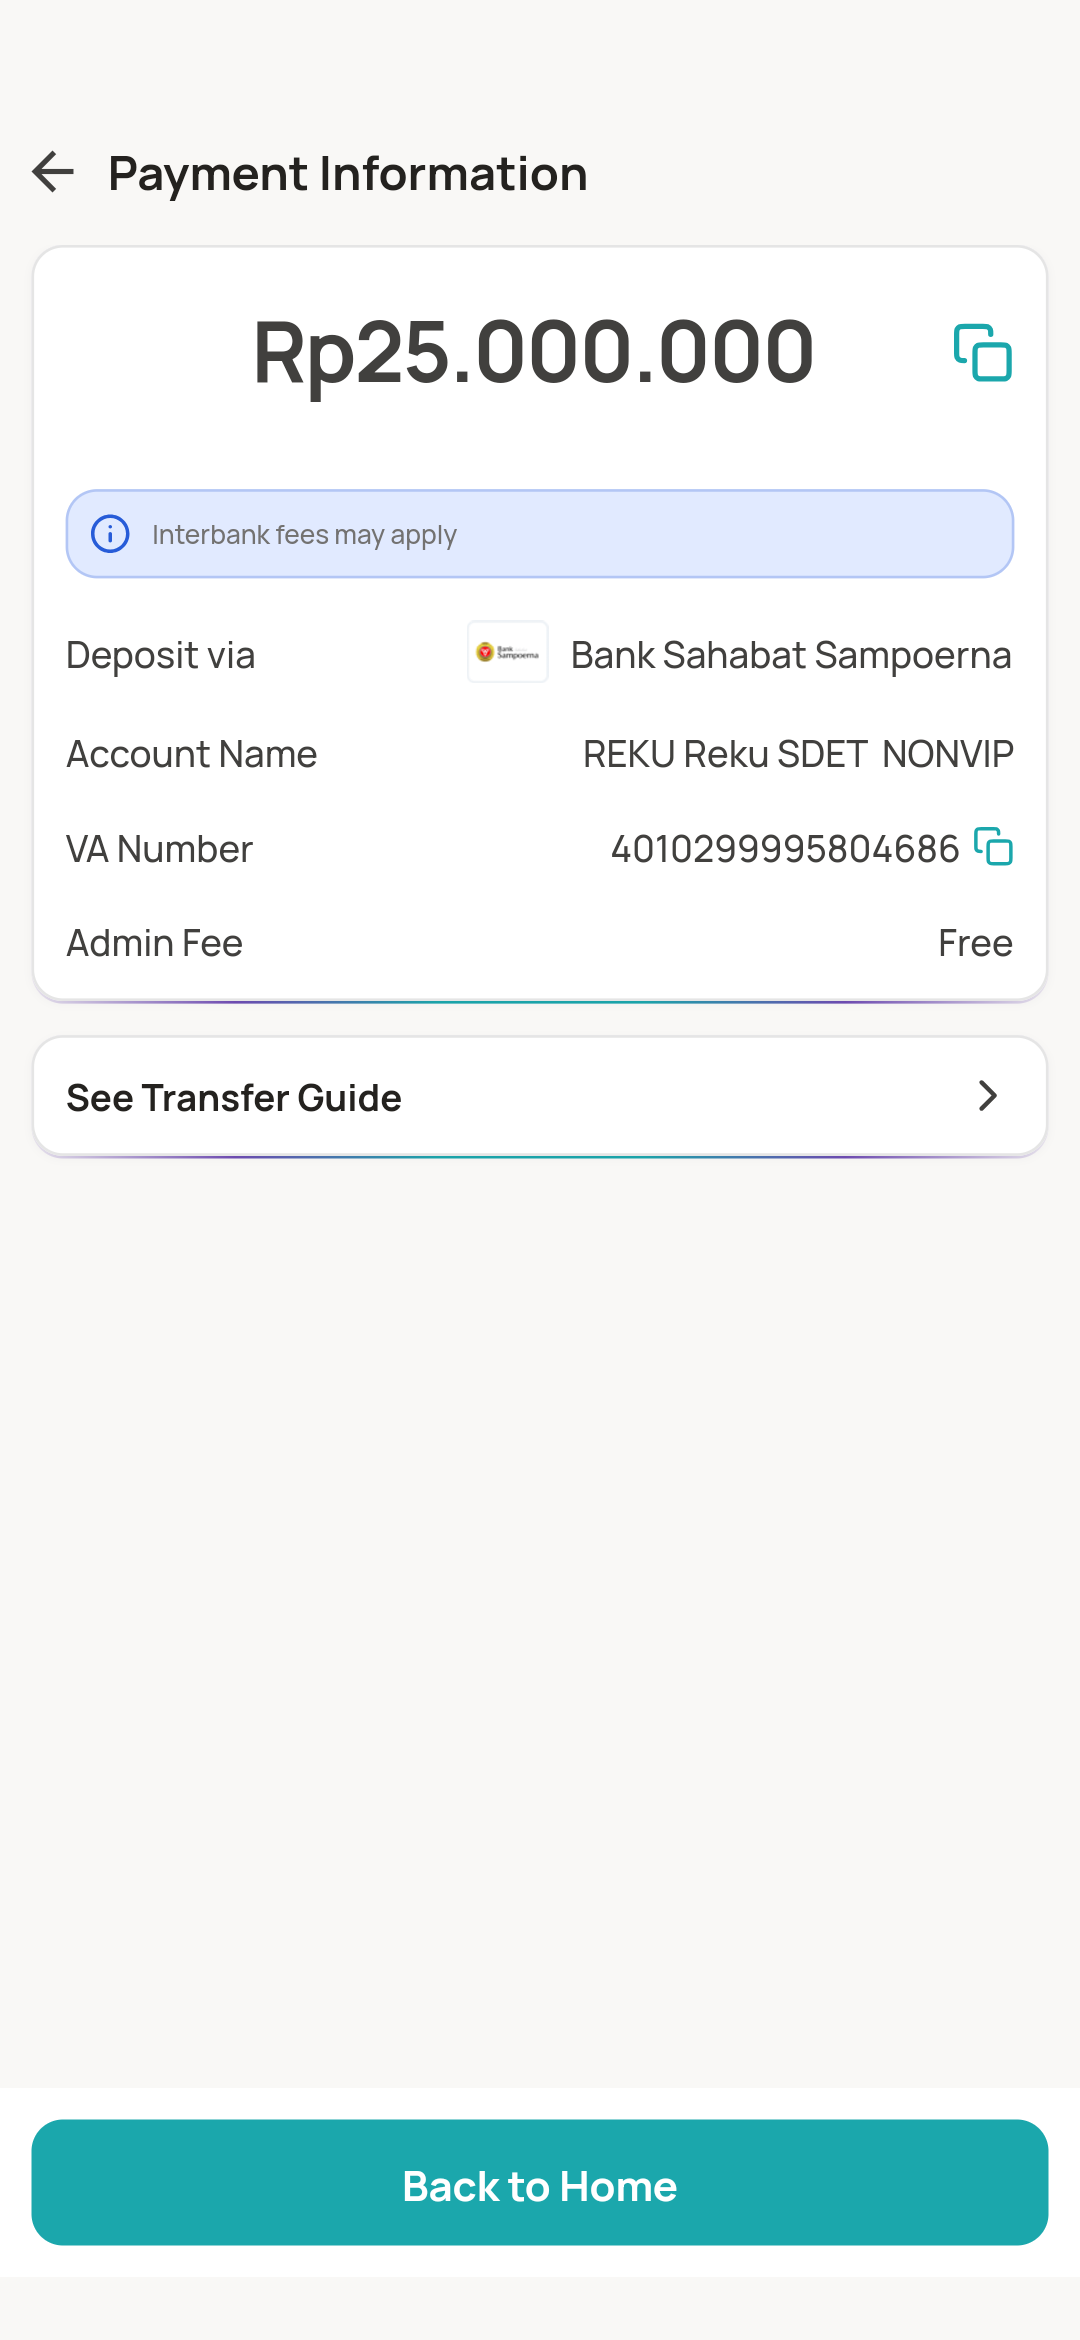 Payment Information
Rp25.000.000
Interbank fees may apply
Deposit via Bank Sampoerna Bank Sahabat Sampoerna
Account Name REKU Reku SDET  NONVIP
VA Number 4010299995804686
Admin Fee Free
See Transfer Guide
Back to Home